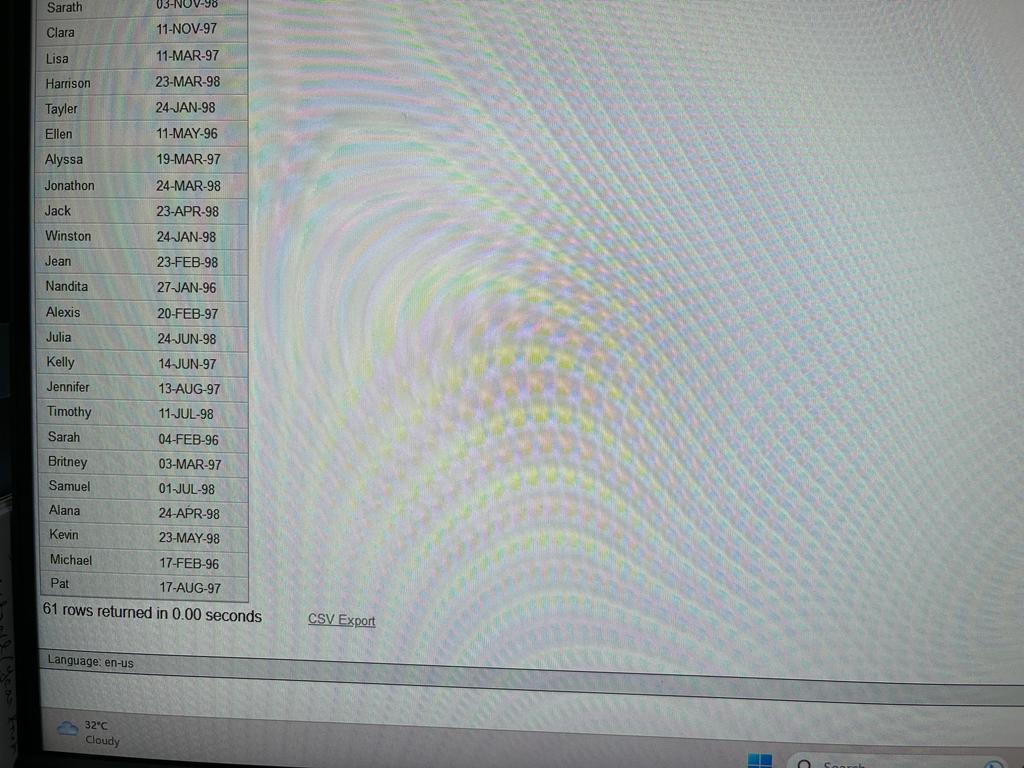 Sarath 03-NOV-98
Clara 11-NOV-97
Lisa 11-MAR-97
Harrison 23-MAR-98
Tayler 24-JAN-98
Ellen 11-MAY-96
Alyssa 19-MAR-97
Jonathon 24-MAR-98
Jack 23-APR-98
Winston 24-JAN-98
Jean 23-FEB-98
Nandita 27-JAN-96
Alexis 20-FEB-97
Julia 24-JUN-98
Kelly 14-JUN-97
Jennifer 13-AUG-97
Timothy 11-JUL-98
Sarah 04-FEB-96
Britney 03-MAR-97
Samuel 01-JUL-98
Alana 24-APR-98
Kevin 23-MAY-98
Michael 17-FEB-96
Pat 17-AUG-97
61 rows returned in 0.00 seconds CSV Export
Language: en-us
32°C
Cloudy
Search